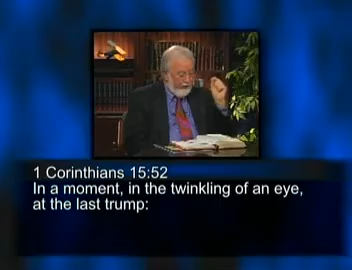 1 Corinthians 15:52
In a moment, in the twinkling of an eye,
at the last trump: